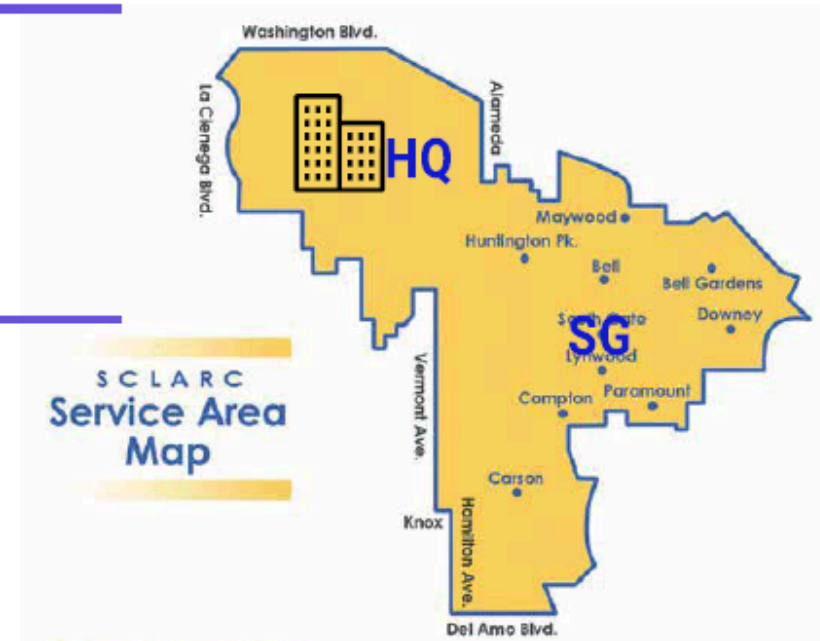 Washington Blvd.
La Cienega Blvd.
Alameda
HQ
Maywood
Huntington Pk.
Bell
Bell Gardens
South Gate
SG
Downey
Lynwood
Vermont Ave.
Compton
Paramount
SCLARC
Service Area
Map
Carson
Knox
Hamilton Ave.
Del Amo Blvd.